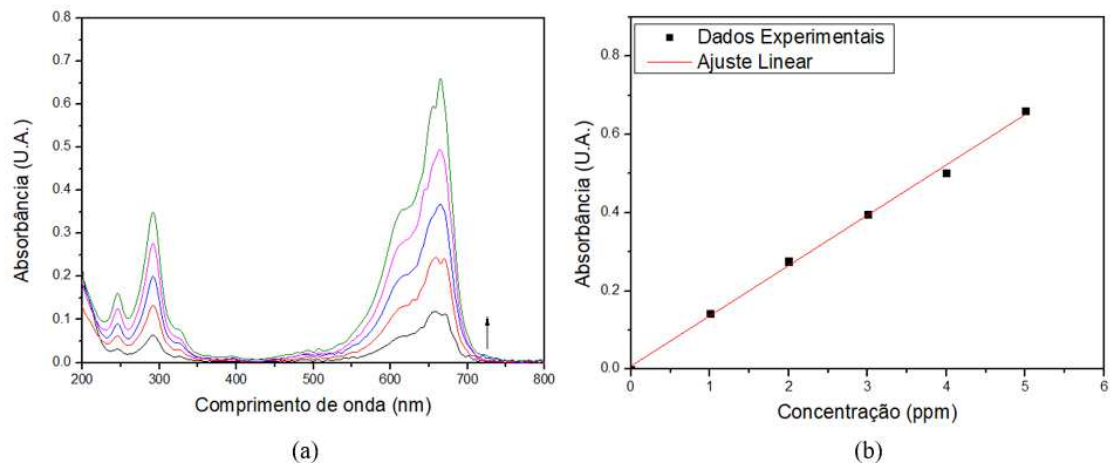 0.8
0.7
0.6
0.5
0.4
0.3
0.2
0.1
0.0
Absorbância (U.A.)
200 300 400 500 600 700 800
Comprimento de onda (nm)
(a)
Dados Experimentais
Ajuste Linear
0.8
0.6
0.4
0.2
0.0
Absorbância (U.A.)
0 1 2 3 4 5 6
Concentração (ppm)
(b)